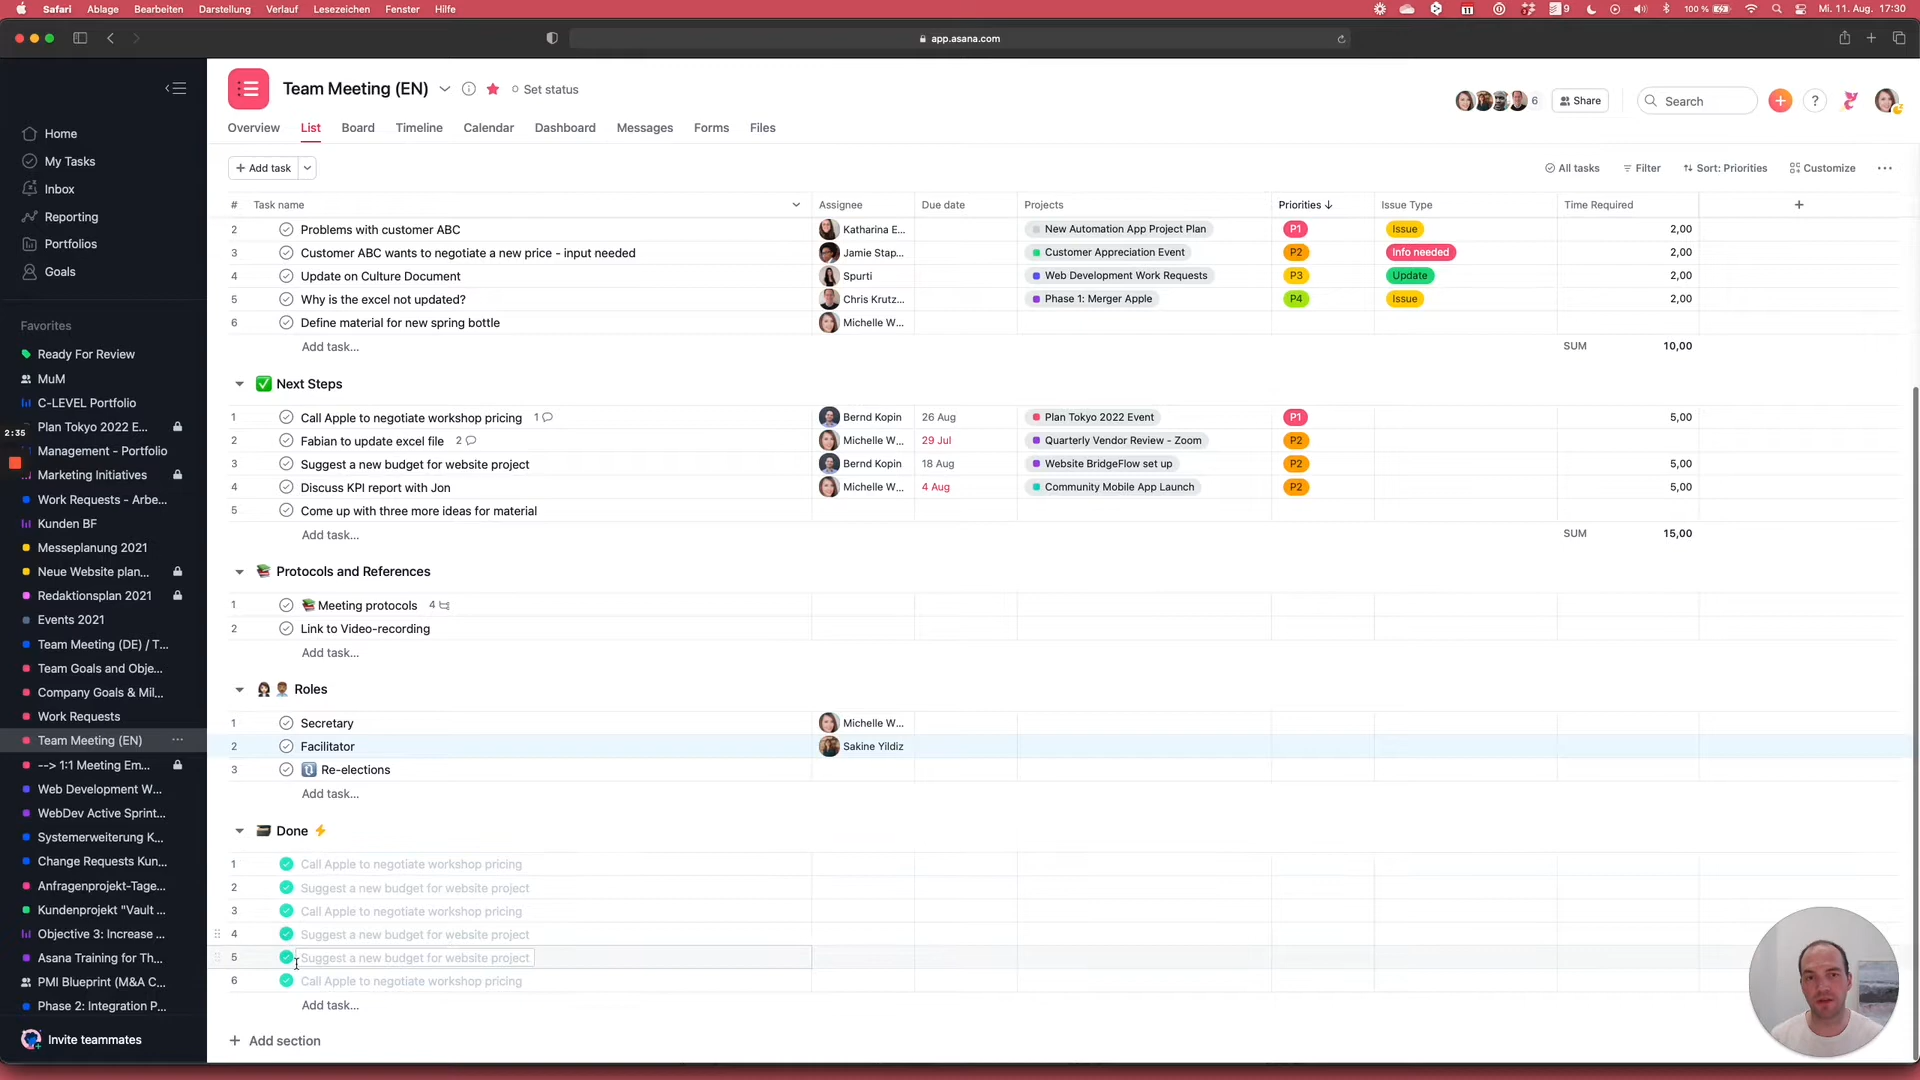 Safari Ablage Bearbeiten Darstellung Verlauf Lesezeichen Fenster Hilfe 9 100 % Mi. 11. Aug. 17:30
app.asana.com
Team Meeting (EN) Set status
6 Share Search ?
Overview List Board Timeline Calendar Dashboard Messages Forms Files
+ Add task All tasks Filter Sort: Priorities Customize
Home
My Tasks
Inbox
Reporting
Portfolios
Goals
Favorites
Ready For Review
MuM
C-LEVEL Portfolio
Plan Tokyo 2022 E...
2:35
Management - Portfolio
Marketing Initiatives
Work Requests - Arbe...
Kunden BF
Messeplanung 2021
Neue Website plan...
Redaktionsplan 2021
Events 2021
Team Meeting (DE) / T...
Team Goals and Obje...
Company Goals & Mil...
Work Requests
Team Meeting (EN)
--> 1:1 Meeting Em...
Web Development W...
WebDev Active Sprint...
Systemerweiterung K...
Change Requests Kun...
Anfragenprojekt-Tage...
Kundenprojekt "Vault ...
Objective 3: Increase ...
Asana Training for Th...
PMI Blueprint (M&A C...
Phase 2: Integration P...
Invite teammates
# Task name Assignee Due date Projects Priorities Issue Type Time Required
2 Problems with customer ABC Katharina E... New Automation App Project Plan P1 Issue 2,00
3 Customer ABC wants to negotiate a new price - input needed Jamie Stap... Customer Appreciation Event P2 Info needed 2,00
4 Update on Culture Document Spurti Web Development Work Requests P3 Update 2,00
5 Why is the excel not updated? Chris Krutz... Phase 1: Merger Apple P4 Issue 2,00
6 Define material for new spring bottle Michelle W...
Add task... SUM 10,00
Next Steps
1 Call Apple to negotiate workshop pricing 1 Bernd Kopin 26 Aug Plan Tokyo 2022 Event P1 5,00
2 Fabian to update excel file 2 Michelle W... 29 Jul Quarterly Vendor Review - Zoom P2
3 Suggest a new budget for website project Bernd Kopin 18 Aug Website BridgeFlow set up P2 5,00
4 Discuss KPI report with Jon Michelle W... 4 Aug Community Mobile App Launch P2 5,00
5 Come up with three more ideas for material
Add task... SUM 15,00
Protocols and References
1 Meeting protocols 4
2 Link to Video-recording
Add task...
Roles
1 Secretary Michelle W...
2 Facilitator Sakine Yildiz
3 Re-elections
Add task...
Done
1 Call Apple to negotiate workshop pricing
2 Suggest a new budget for website project
3 Call Apple to negotiate workshop pricing
4 Suggest a new budget for website project
5 Suggest a new budget for website project
6 Call Apple to negotiate workshop pricing
Add task...
+ Add section